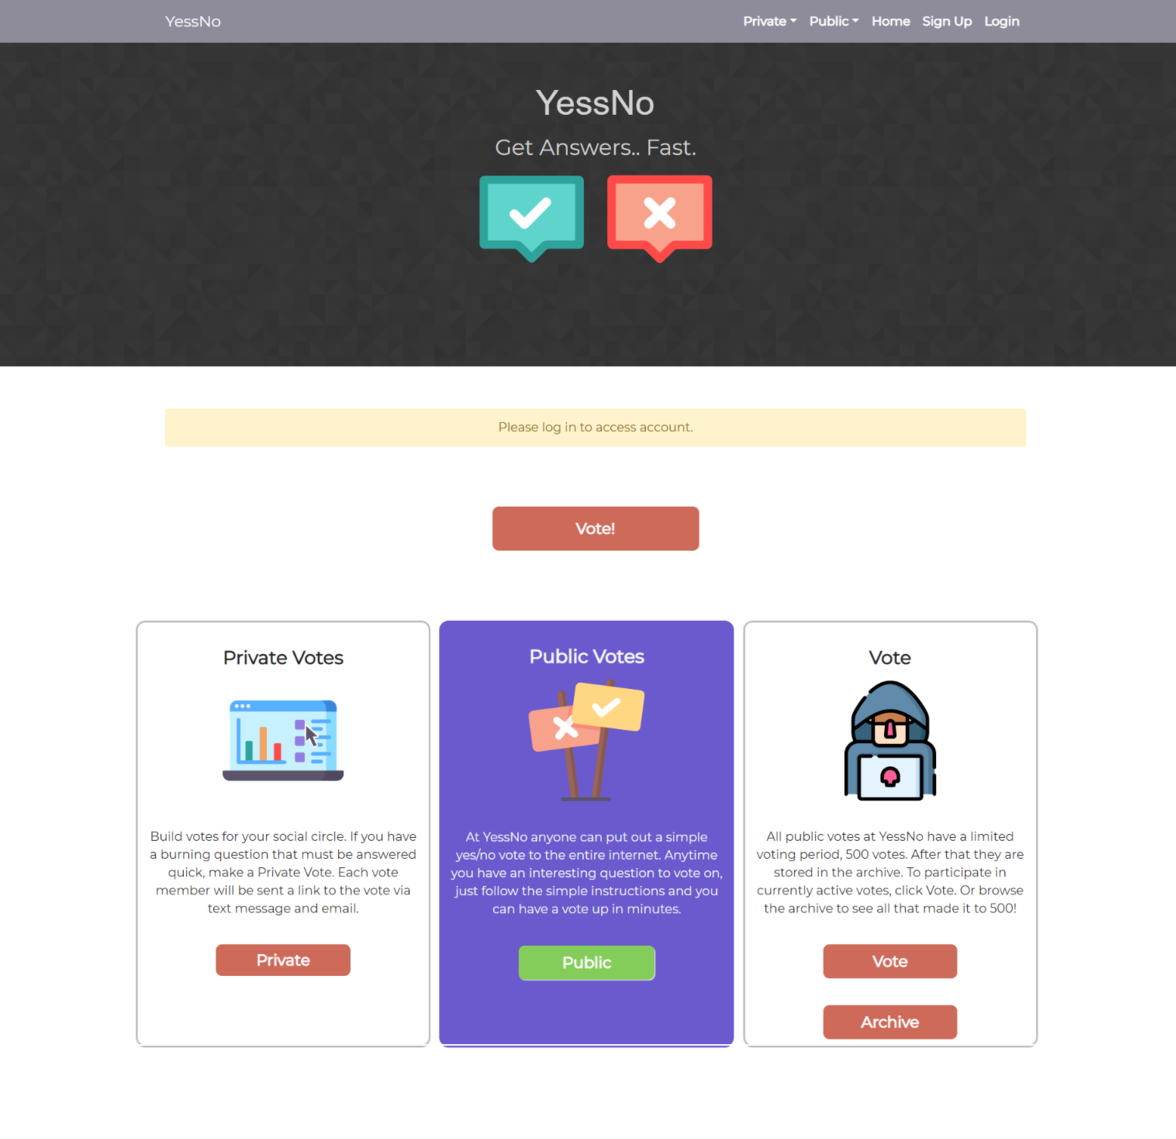 YessNo
Private Public Home Sign Up Login
YessNo
Get Answers.. Fast.
Please log in to access account.
Vote!
Private Votes
Build votes for your social circle. If you have
a burning question that must be answered
quick, make a Private Vote. Each vote
member will be sent a link to the vote via
text message and email.
Private
Public Votes
At YessNo anyone can put out a simple
yes/no vote to the entire internet. Anytime
you have an interesting question to vote on,
just follow the simple instructions and you
can have a vote up in minutes.
Public
Vote
All public votes at YessNo have a limited
voting period, 500 votes. After that they are
stored in the archive. To participate in
currently active votes, click Vote. Or browse
the archive to see all that made it to 500!
Vote
Archive